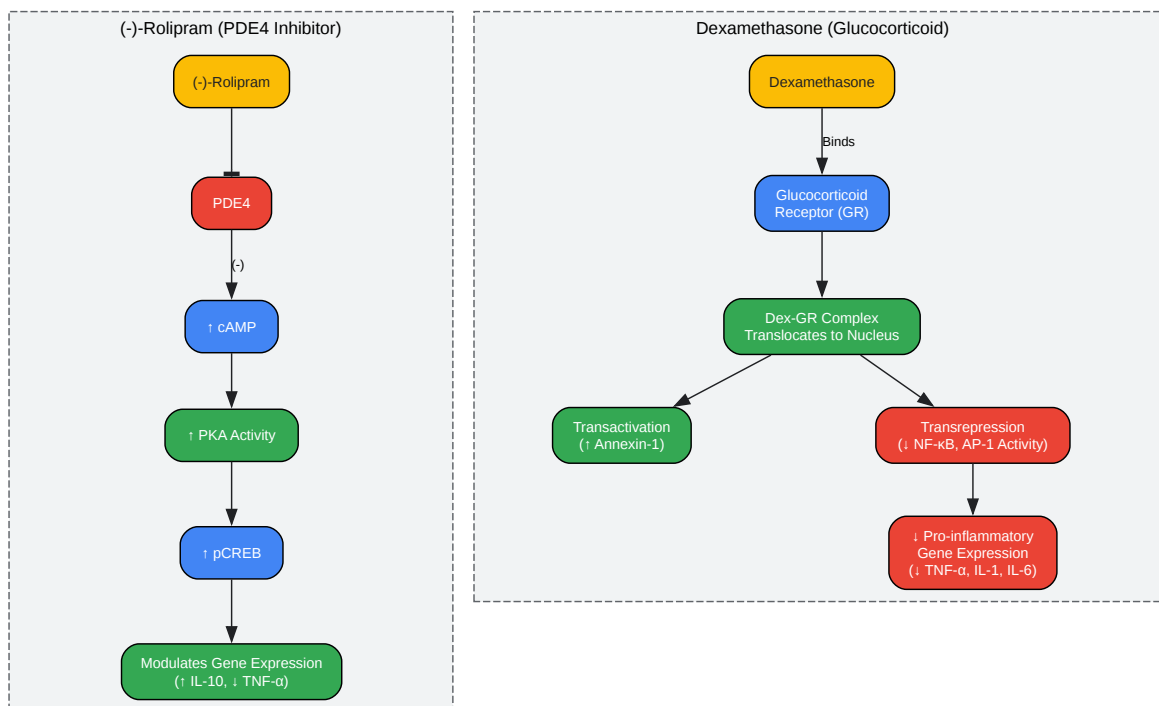 (-)-Rolipram (PDE4 Inhibitor)
(-)-Rolipram
PDE4
(-)
↑ cAMP
↑ PKA Activity
↑ pCREB
Modulates Gene Expression
(↑ IL-10, ↓ TNF-α)
Dexamethasone (Glucocorticoid)
Dexamethasone
Binds
Glucocorticoid
Receptor (GR)
Dex-GR Complex
Translocates to Nucleus
Transactivation
(↑ Annexin-1)
Transrepression
(↓ NF-κB, AP-1 Activity)
↓ Pro-inflammatory
Gene Expression
(↓ TNF-α, IL-1, IL-6)